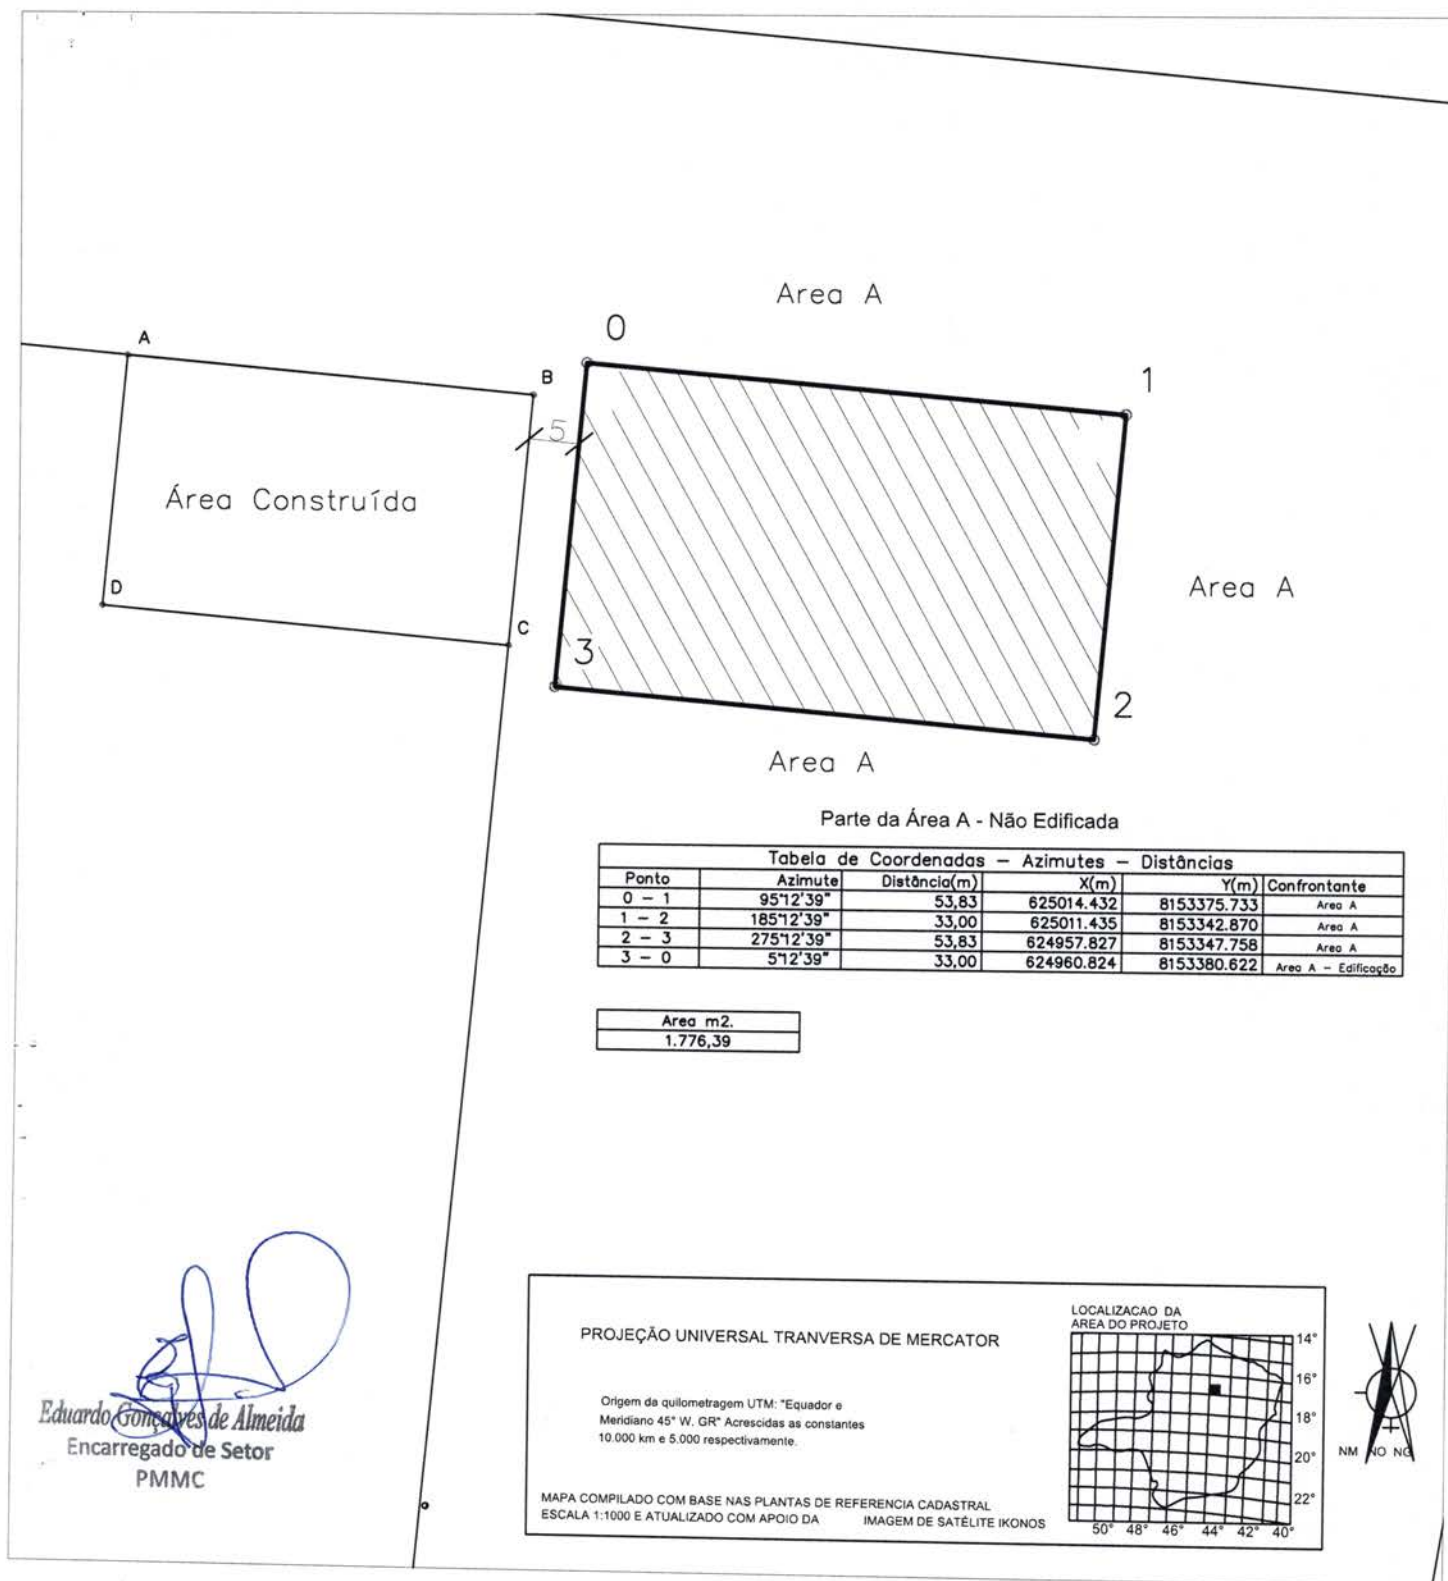 Area A
0
1
A
B
5
Área Construída
Area A
D
C
3
2
Area A
Parte da Área A - Não Edificada
Tabela de Coordenadas – Azimutes – Distâncias
Ponto Azimute Distância(m) X(m) Y(m) Confrontante
0 – 1 95°12'39" 53,83 625014.432 8153375.733 Area A
1 – 2 185°12'39" 33,00 625011.435 8153342.870 Area A
2 – 3 275°12'39" 53,83 624957.827 8153347.758 Area A
3 – 0 5°12'39" 33,00 624960.824 8153380.622 Area A – Edificação
Area m2.
1.776,39
Eduardo Gonçalves de Almeida
Encarregado de Setor
PMMC
PROJEÇÃO UNIVERSAL TRANVERSA DE MERCATOR
Origem da quilometragem UTM: "Equador e
Meridiano 45° W. GR" Acrescidas as constantes
10.000 km e 5.000 respectivamente.
MAPA COMPILADO COM BASE NAS PLANTAS DE REFERENCIA CADASTRAL
ESCALA 1:1000 E ATUALIZADO COM APOIO DA IMAGEM DE SATÉLITE IKONOS
LOCALIZACAO DA
AREA DO PROJETO
14°
16°
18°
20°
22°
50° 48° 46° 44° 42° 40°
NM NO NG